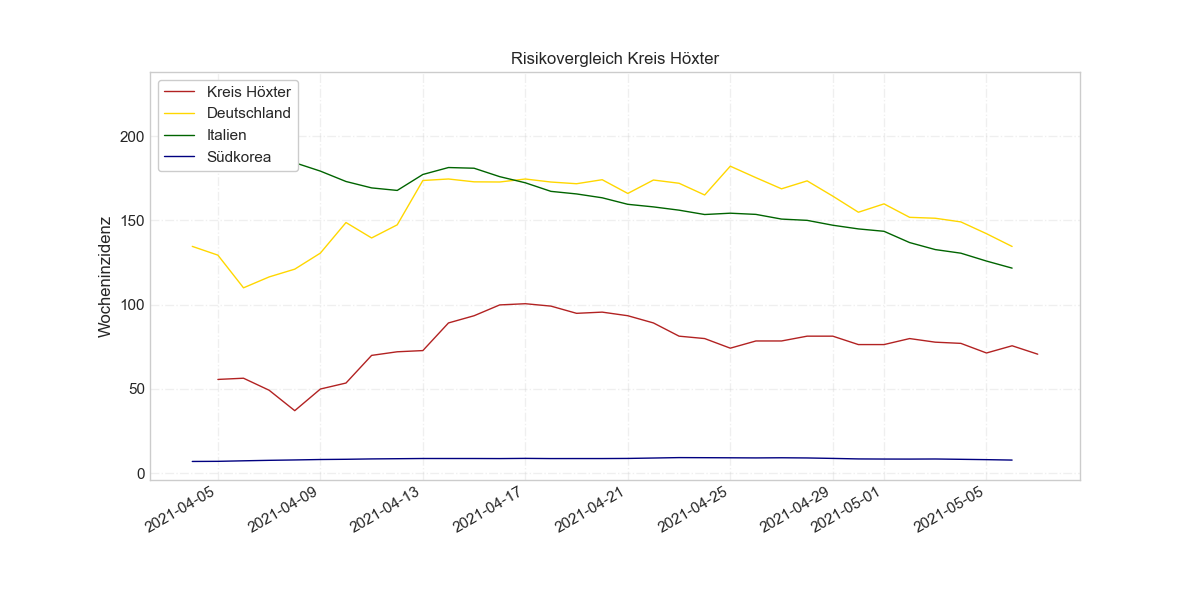 Risikovergleich Kreis Höxter
Kreis Höxter
Deutschland
Italien
Südkorea
Wocheninzidenz
200
150
100
50
0
2021-04-05
2021-04-09
2021-04-13
2021-04-17
2021-04-21
2021-04-25
2021-04-29
2021-05-01
2021-05-05